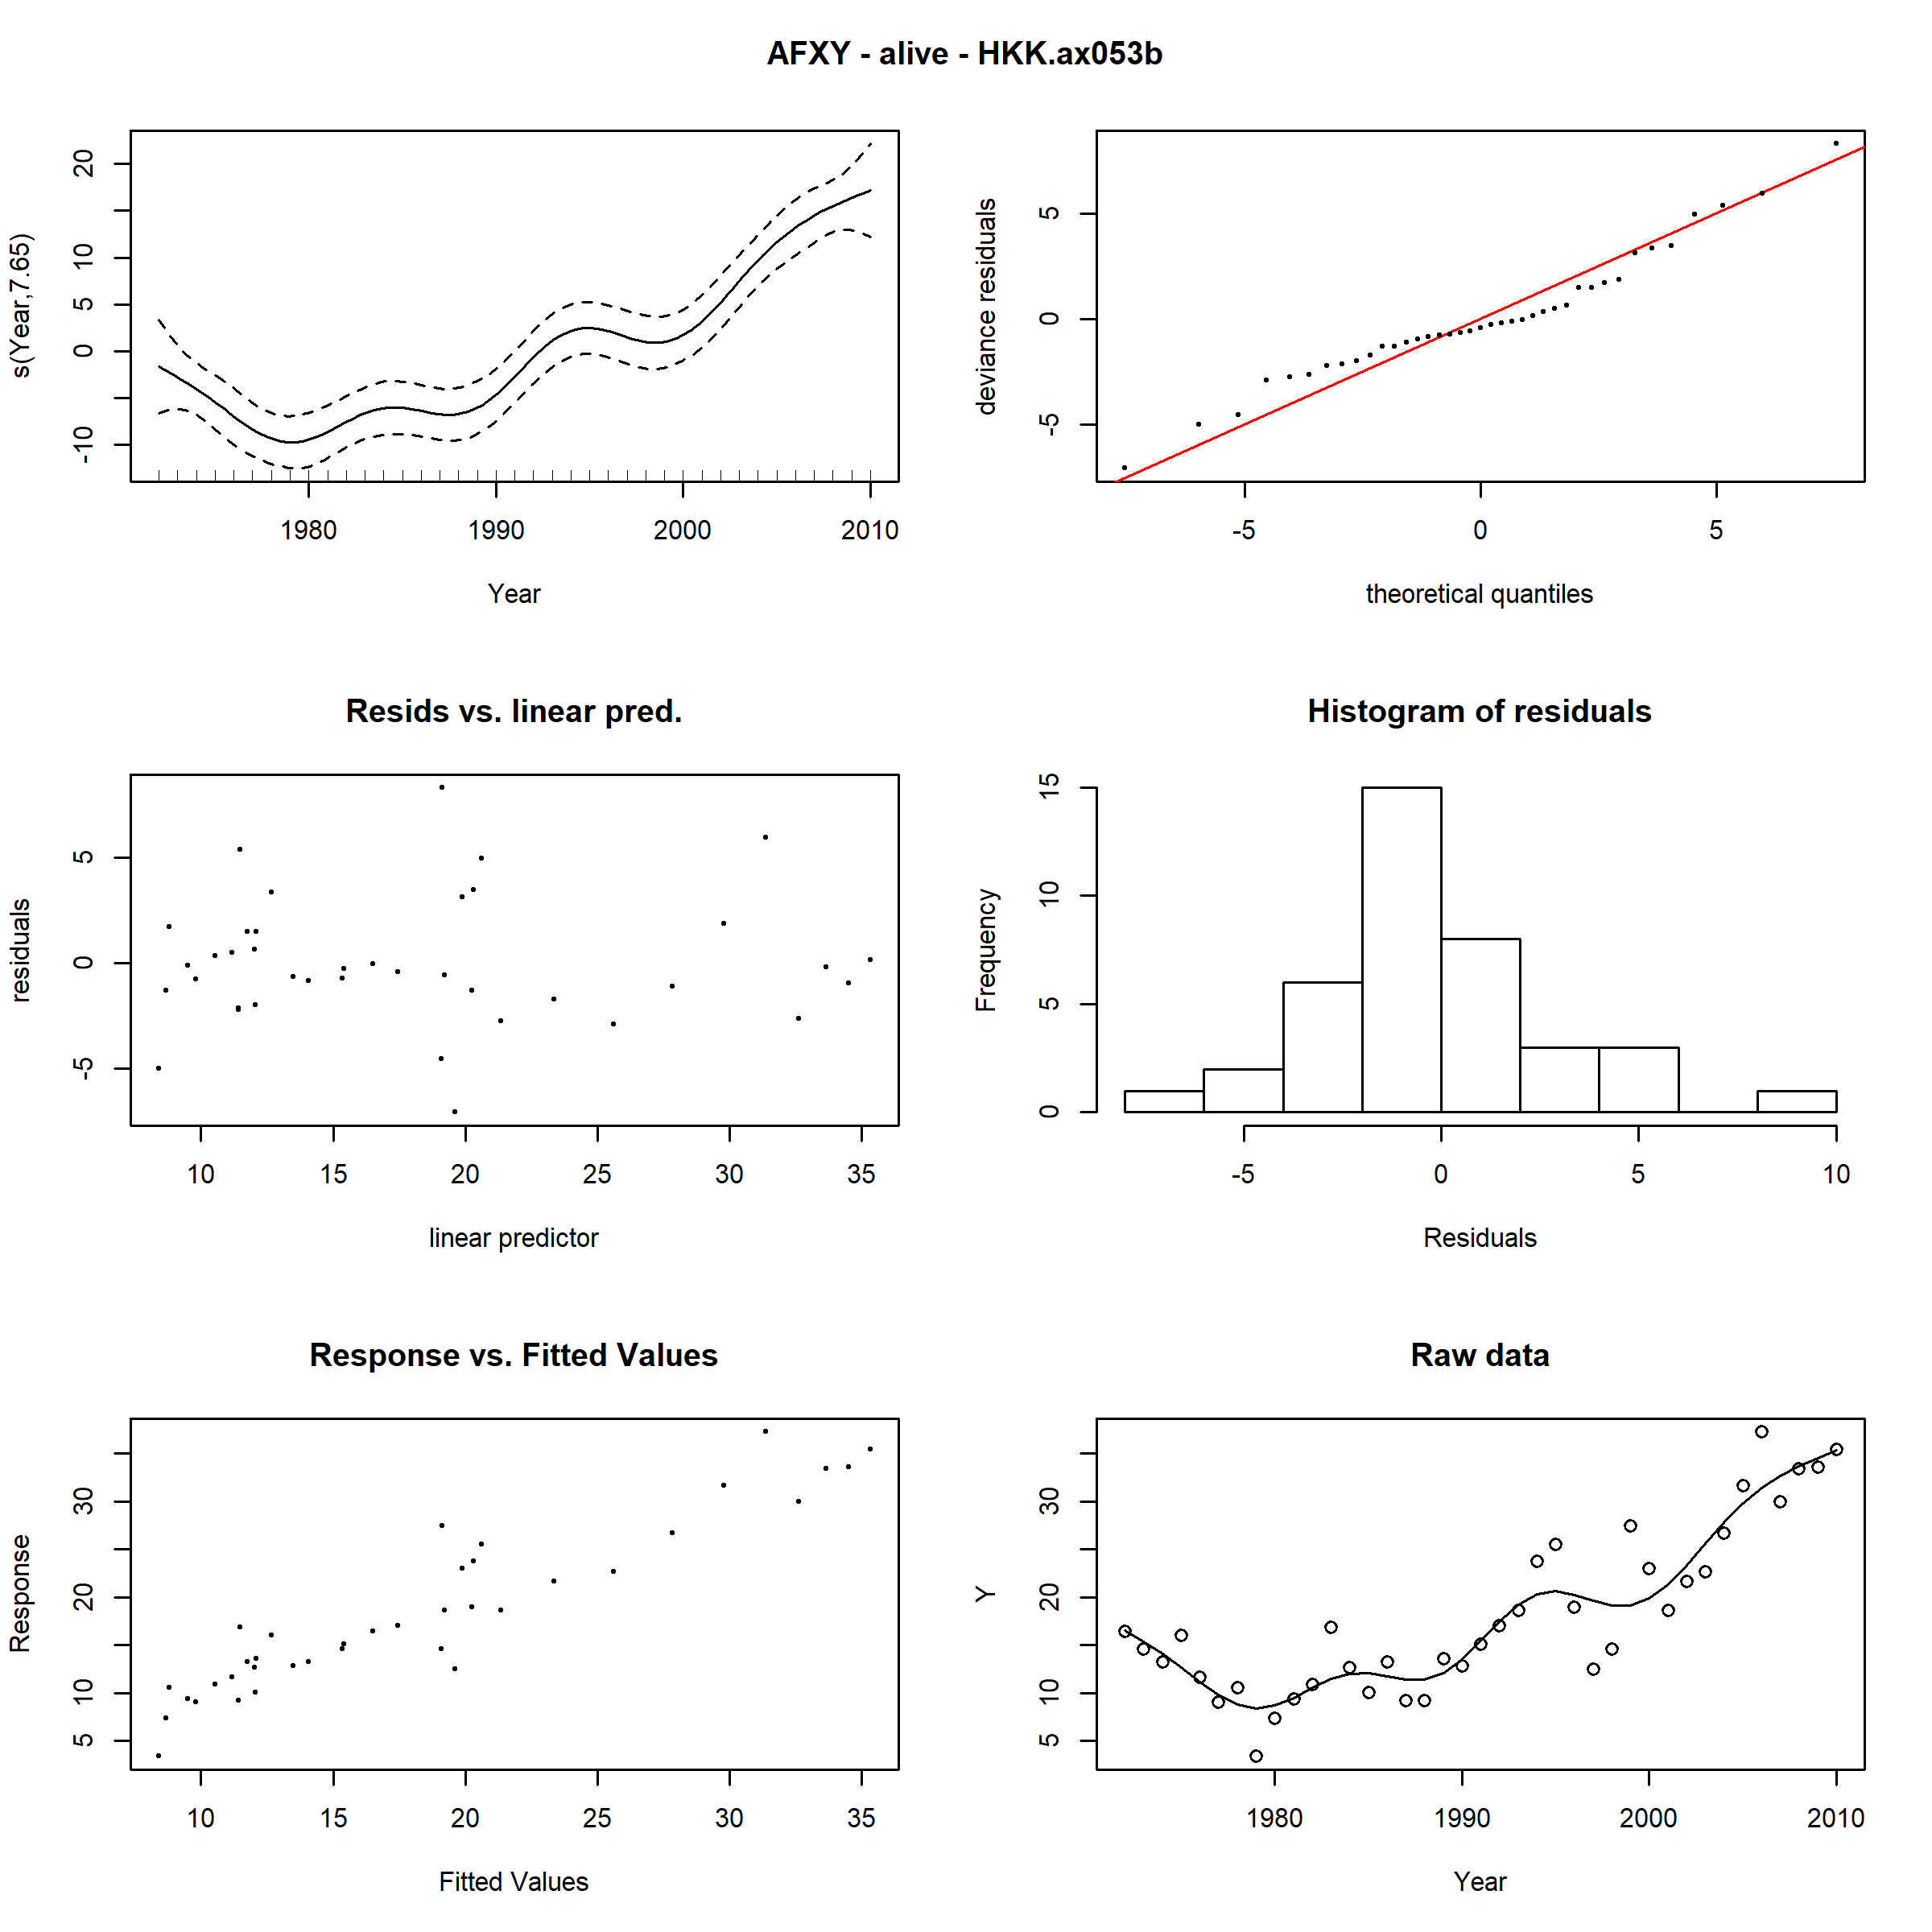 AFXY - alive - HKK.ax053b
s(Year,7.65)
20
10
5
0
-10
1980 1990 2000 2010
Year
deviance residuals
5
0
-5
-5 0 5
theoretical quantiles
Resids vs. linear pred.
residuals
5
0
-5
10 15 20 25 30 35
linear predictor
Histogram of residuals
Frequency
15
10
5
0
-5 0 5 10
Residuals
Response vs. Fitted Values
Response
30
20
10
5
10 15 20 25 30 35
Fitted Values
Raw data
Y
30
20
10
5
1980 1990 2000 2010
Year